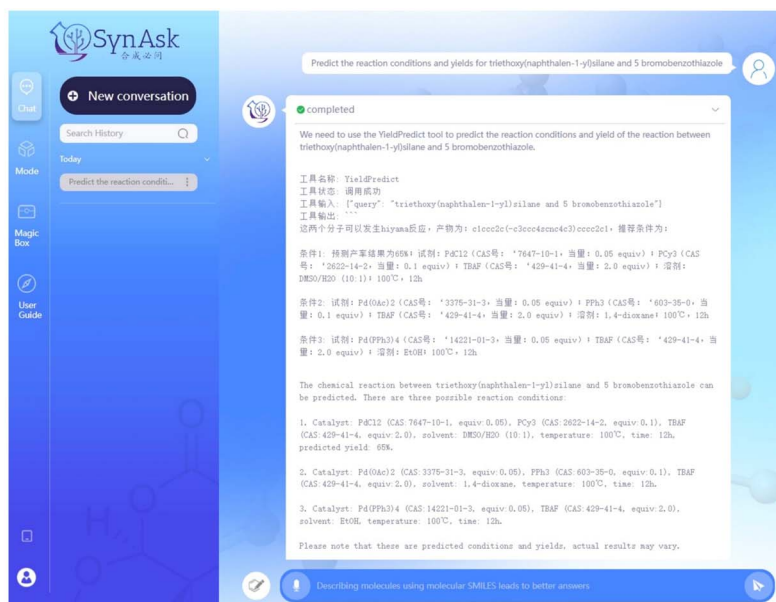 SynAsk
合成必问
Chat
Mode
Magic
Box
User
Guide
New conversation
Search History
Today
Predict the reaction conditi...
Predict the reaction conditions and yields for triethoxy(naphthalen-1-yl)silane and 5 bromobenzothiazole
completed
We need to use the YieldPredict tool to predict the reaction conditions and yield of the reaction between
triethoxy(naphthalen-1-yl)silane and 5 bromobenzothiazole.
工具名称: YieldPredict
工具状态: 调用成功
工具输入: {"query": "triethoxy(naphthalen-1-yl)silane and 5 bromobenzothiazole"}
工具输出: ```
这两个分子可以发生hiyama反应，产物为: c1ccc2c(-c3ccc4scnc4c3)cccc2c1，推荐条件为:
条件1: 预测产率结果为65%；试剂: PdCl2（CAS号: '7647-10-1，当量: 0.05 equiv）；PCy3（CAS
号: '2622-14-2，当量: 0.1 equiv）；TBAF（CAS号: '429-41-4，当量: 2.0 equiv）；溶剂:
DMSO/H2O (10:1)；100℃，12h
条件2: 试剂: Pd(OAc)2（CAS号: '3375-31-3，当量: 0.05 equiv）；PPh3（CAS号: '603-35-0，当
量: 0.1 equiv）；TBAF（CAS号: '429-41-4，当量: 2.0 equiv）；溶剂: 1,4-dioxane；100℃，12h
条件3: 试剂: Pd(PPh3)4（CAS号: '14221-01-3，当量: 0.05 equiv）；TBAF（CAS号: '429-41-4，当
量: 2.0 equiv）；溶剂: EtOH；100℃，12h
The chemical reaction between triethoxy(naphthalen-1-yl)silane and 5 bromobenzothiazole can
be predicted. There are three possible reaction conditions:
1. Catalyst: PdCl2 (CAS:7647-10-1, equiv:0.05), PCy3 (CAS:2622-14-2, equiv:0.1), TBAF
(CAS:429-41-4, equiv:2.0), solvent: DMSO/H2O (10:1), temperature: 100℃, time: 12h,
predicted yield: 65%.
2. Catalyst: Pd(OAc)2 (CAS:3375-31-3, equiv:0.05), PPh3 (CAS:603-35-0, equiv:0.1), TBAF
(CAS:429-41-4, equiv:2.0), solvent: 1,4-dioxane, temperature: 100℃, time: 12h.
3. Catalyst: Pd(PPh3)4 (CAS:14221-01-3, equiv:0.05), TBAF (CAS:429-41-4, equiv:2.0),
solvent: EtOH, temperature: 100℃, time: 12h.
Please note that these are predicted conditions and yields, actual results may vary.
Describing molecules using molecular SMILES leads to better answers